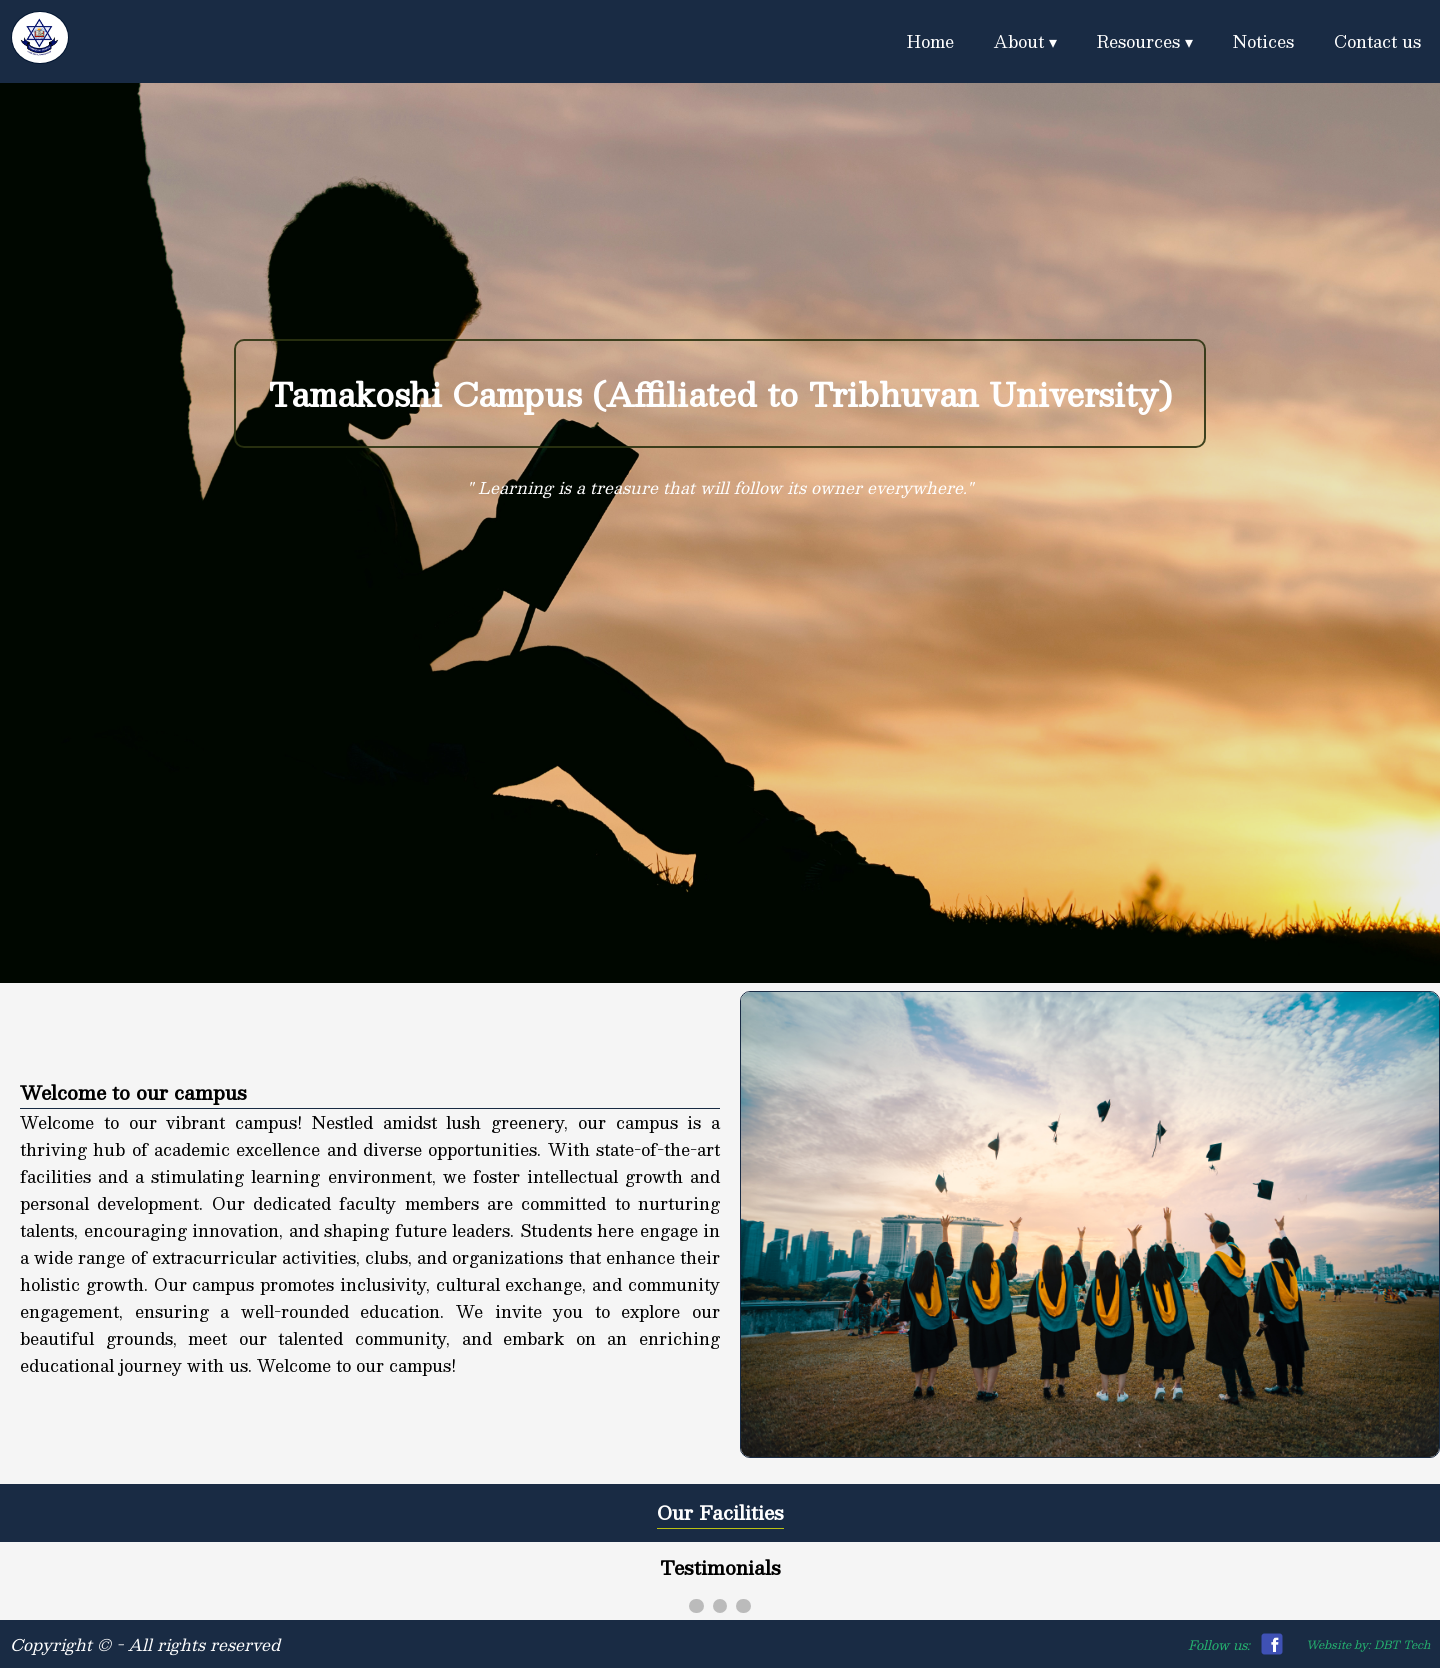 Home About ▾ Resources ▾ Notices Contact us
Tamakoshi Campus (Affiliated to Tribhuvan University)
" Learning is a treasure that will follow its owner everywhere."
Welcome to our campus
Welcome to our vibrant campus! Nestled amidst lush greenery, our campus is a
thriving hub of academic excellence and diverse opportunities. With state-of-the-art
facilities and a stimulating learning environment, we foster intellectual growth and
personal development. Our dedicated faculty members are committed to nurturing
talents, encouraging innovation, and shaping future leaders. Students here engage in
a wide range of extracurricular activities, clubs, and organizations that enhance their
holistic growth. Our campus promotes inclusivity, cultural exchange, and community
engagement, ensuring a well-rounded education. We invite you to explore our
beautiful grounds, meet our talented community, and embark on an enriching
educational journey with us. Welcome to our campus!
Our Facilities
Testimonials
Copyright © - All rights reserved
Follow us:
Website by: DBT Tech